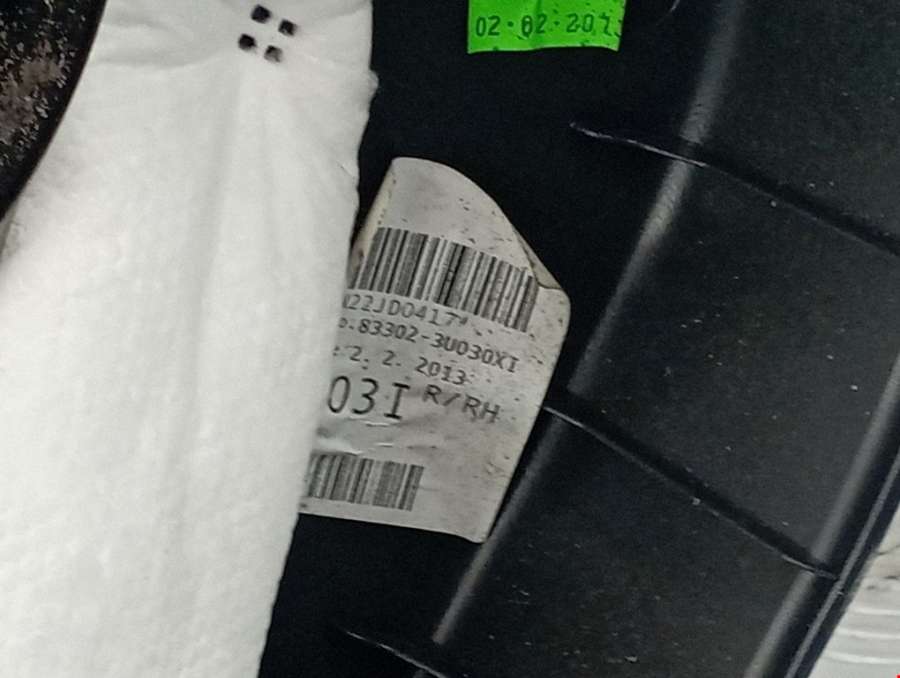 02-02-201
N22JD0417*
o.83302-3U030XI
: 2. 2. 2013
03I R/RH